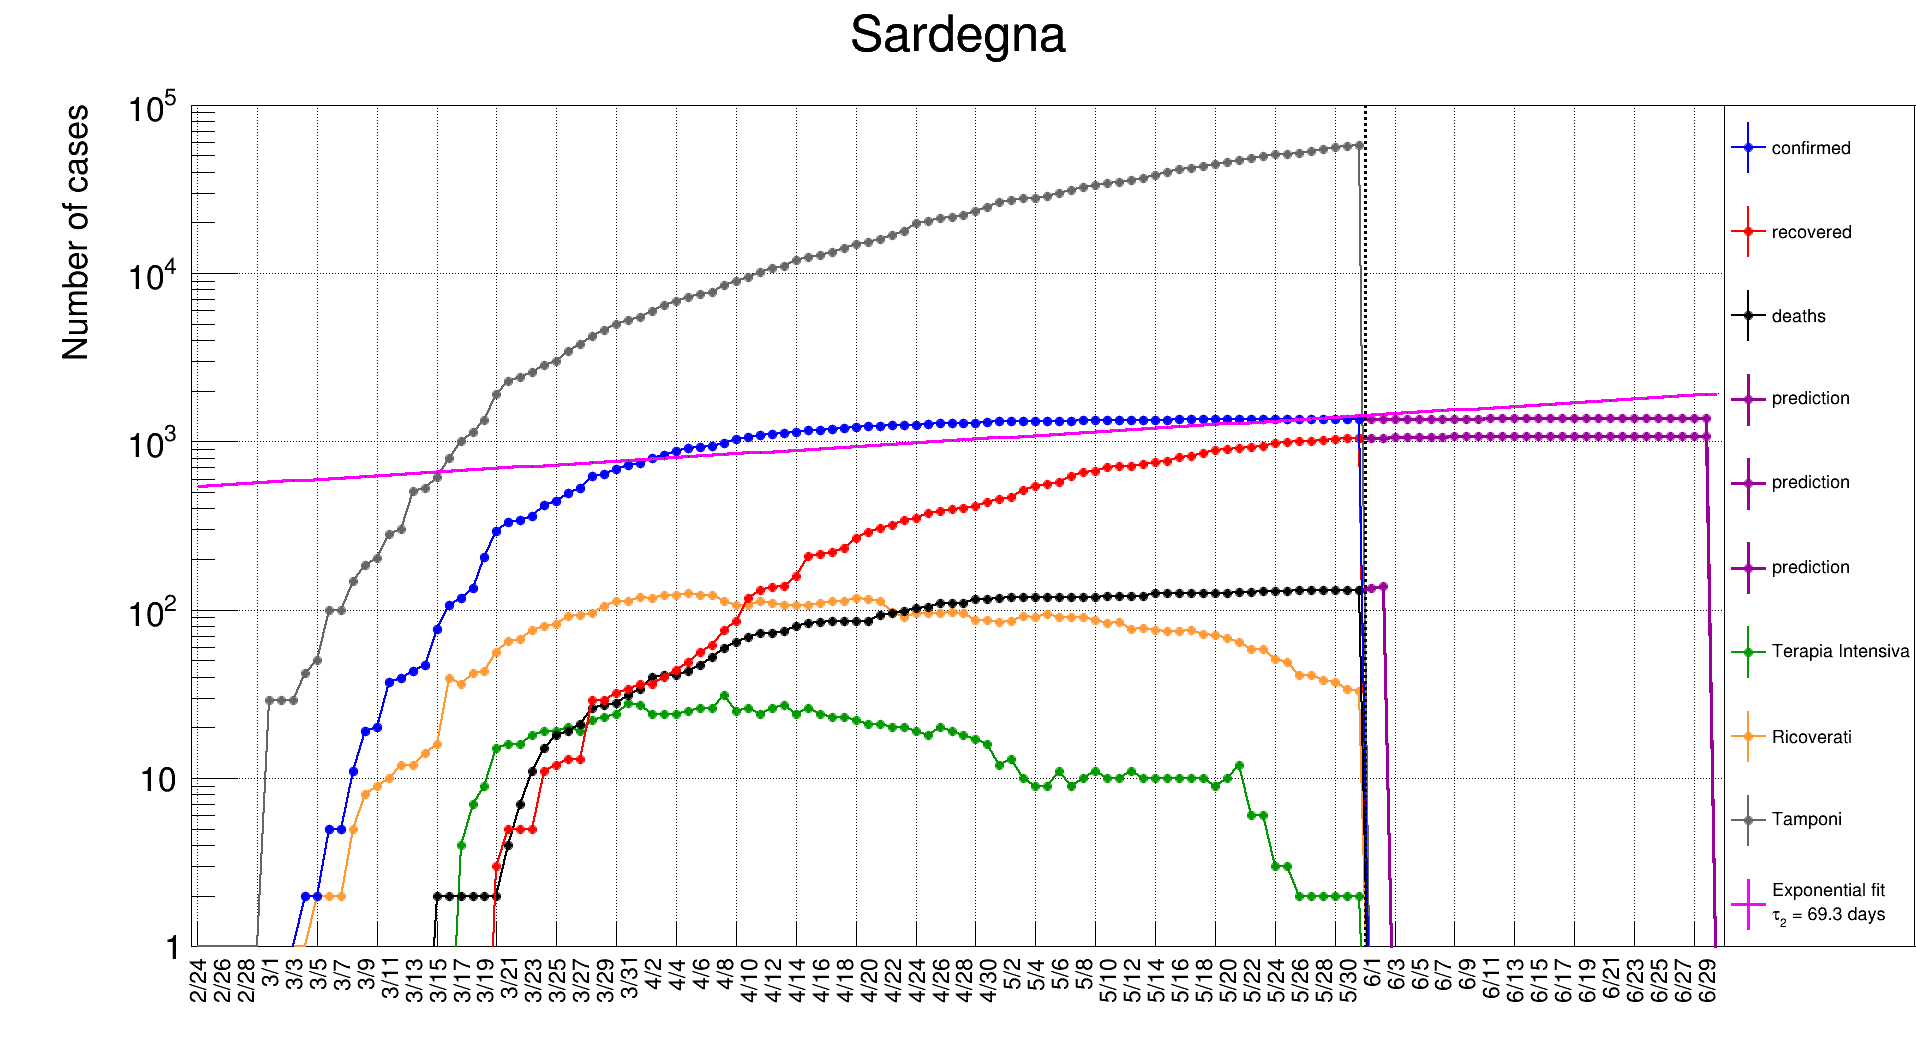 Sardegna
Number of cases
10^5
10^4
10^3
10^2
10
1
2/24 2/26 2/28 3/1 3/3 3/5 3/7 3/9 3/11 3/13 3/15 3/17 3/19 3/21 3/23 3/25 3/27 3/29 3/31 4/2 4/4 4/6 4/8 4/10 4/12 4/14 4/16 4/18 4/20 4/22 4/24 4/26 4/28 4/30 5/2 5/4 5/6 5/8 5/10 5/12 5/14 5/16 5/18 5/20 5/22 5/24 5/26 5/28 5/30 6/1 6/3 6/5 6/7 6/9 6/11 6/13 6/15 6/17 6/19 6/21 6/23 6/25 6/27 6/29
confirmed
recovered
deaths
prediction
prediction
prediction
Terapia Intensiva
Ricoverati
Tamponi
Exponential fit
τ₂ = 69.3 days